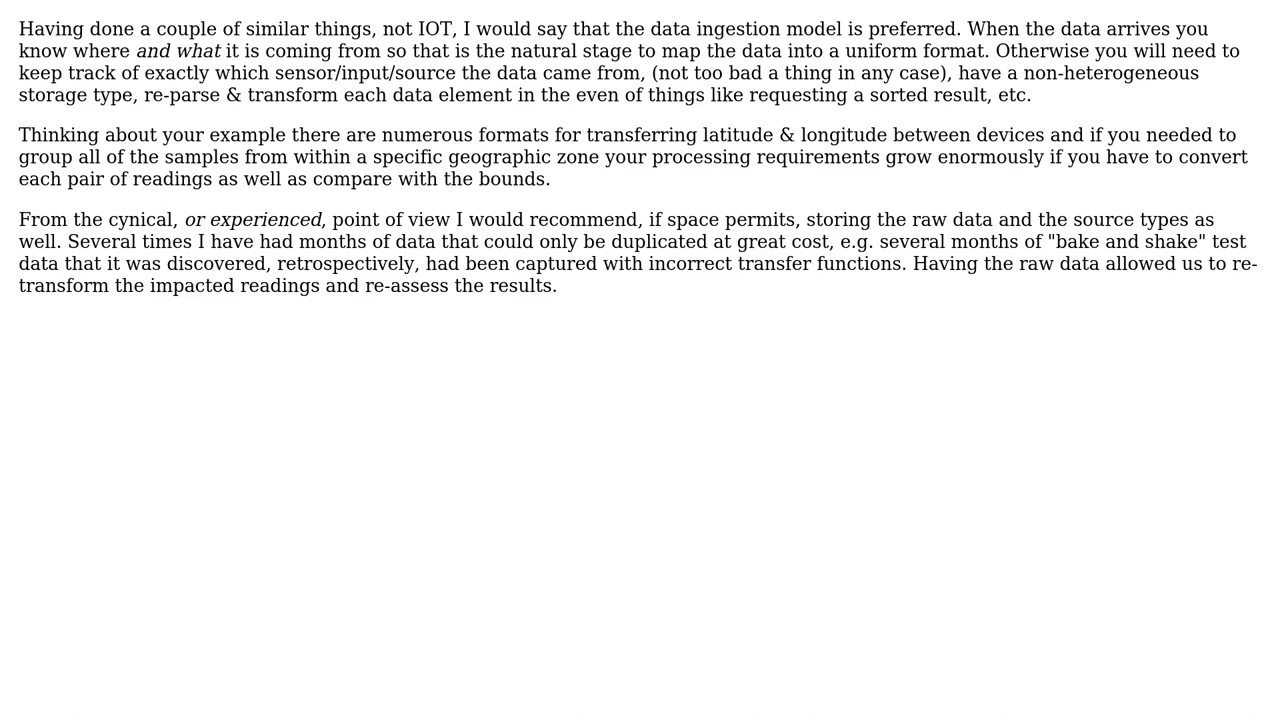 Having done a couple of similar things, not IOT, I would say that the data ingestion model is preferred. When the data arrives you
know where and what it is coming from so that is the natural stage to map the data into a uniform format. Otherwise you will need to
keep track of exactly which sensor/input/source the data came from, (not too bad a thing in any case), have a non-heterogeneous
storage type, re-parse & transform each data element in the even of things like requesting a sorted result, etc.
Thinking about your example there are numerous formats for transferring latitude & longitude between devices and if you needed to
group all of the samples from within a specific geographic zone your processing requirements grow enormously if you have to convert
each pair of readings as well as compare with the bounds.
From the cynical, or experienced, point of view I would recommend, if space permits, storing the raw data and the source types as
well. Several times I have had months of data that could only be duplicated at great cost, e.g. several months of "bake and shake" test
data that it was discovered, retrospectively, had been captured with incorrect transfer functions. Having the raw data allowed us to re-
transform the impacted readings and re-assess the results.